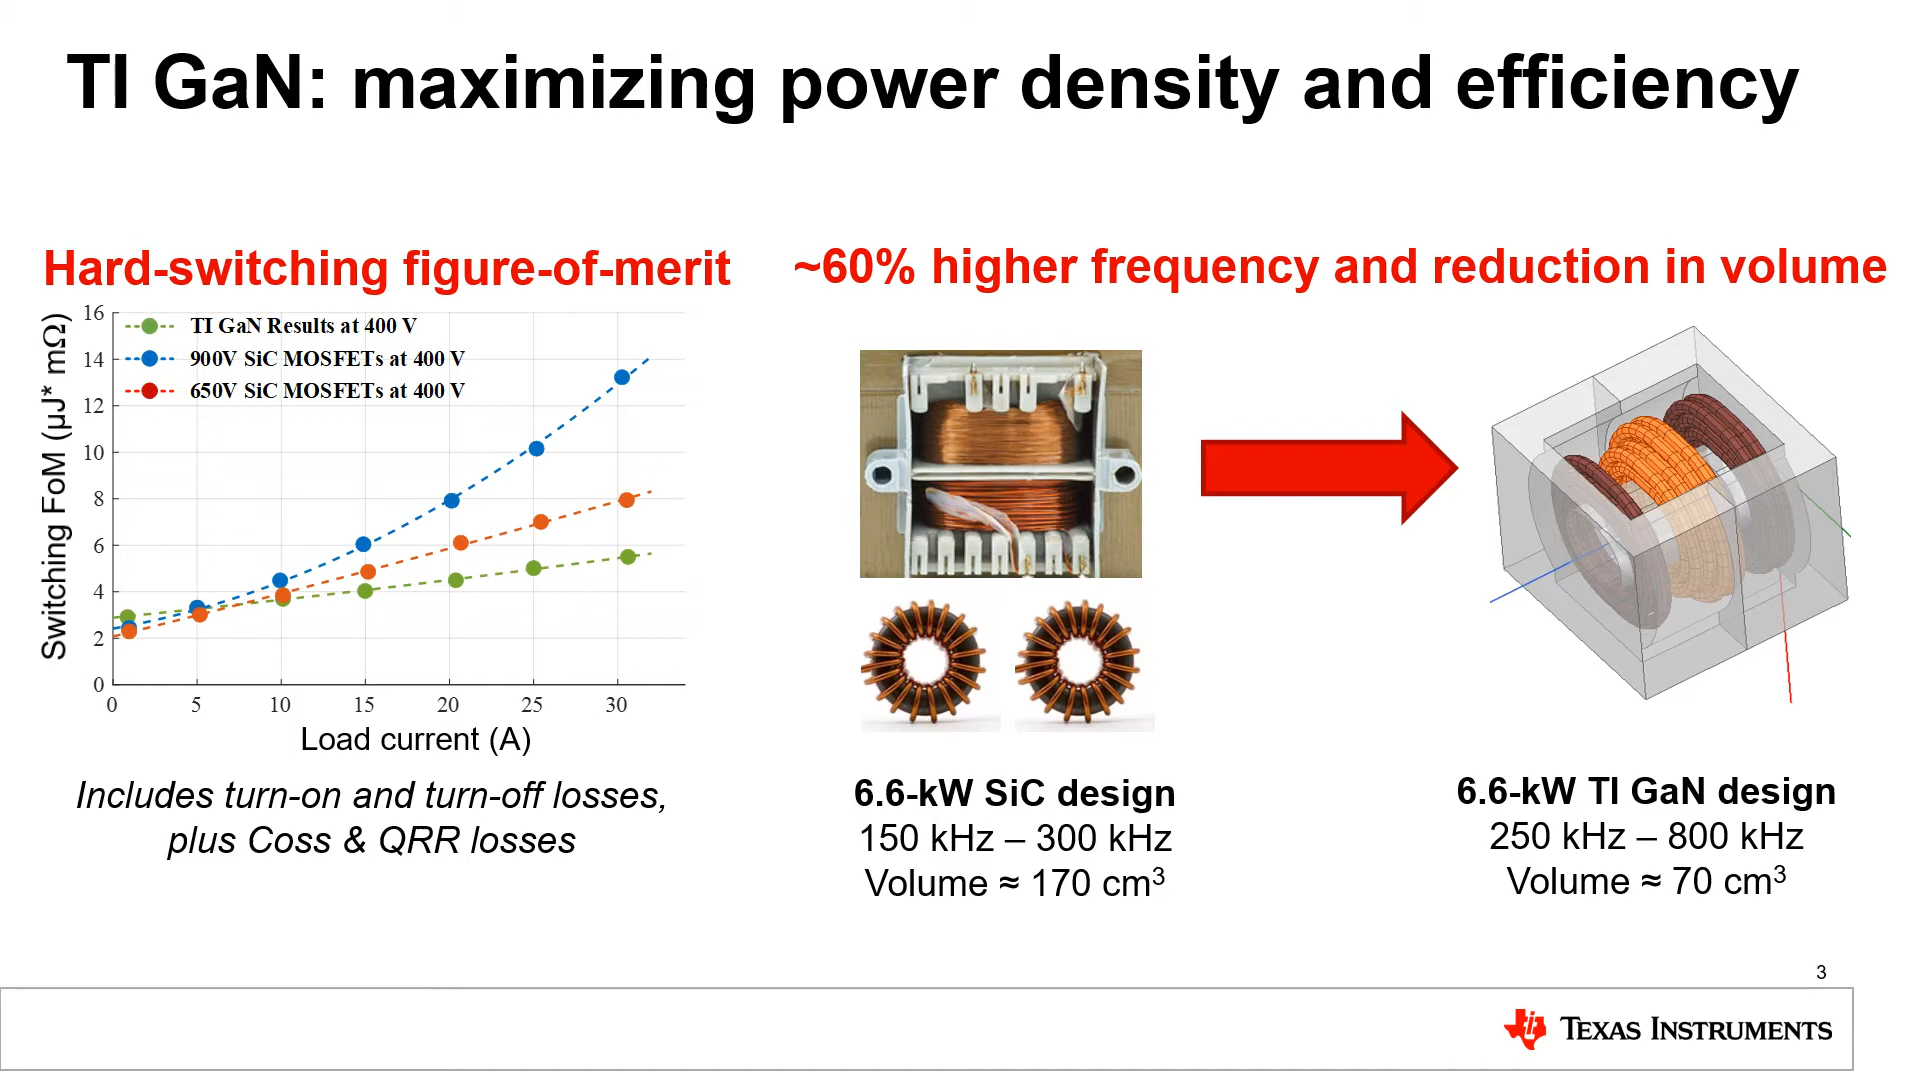 TI GaN: maximizing power density and efficiency
Hard-switching figure-of-merit
~60% higher frequency and reduction in volume
Switching FoM (µJ* mΩ)
16
14
12
10
8
6
4
2
0
TI GaN Results at 400 V
900V SiC MOSFETs at 400 V
650V SiC MOSFETs at 400 V
0 5 10 15 20 25 30
Load current (A)
Includes turn-on and turn-off losses,
plus Coss & QRR losses
6.6-kW SiC design
150 kHz – 300 kHz
Volume ≈ 170 cm³
6.6-kW TI GaN design
250 kHz – 800 kHz
Volume ≈ 70 cm³
3
TEXAS INSTRUMENTS